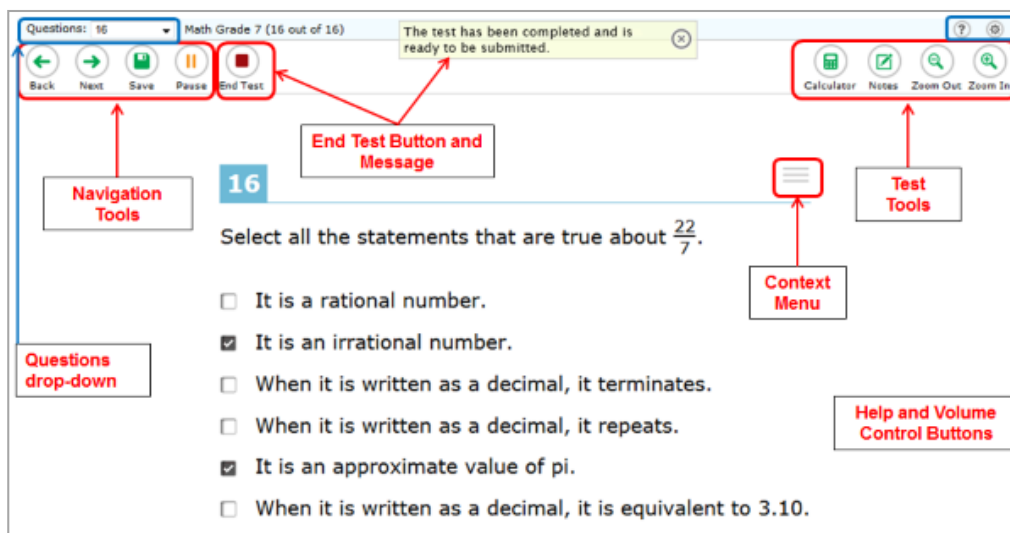 Questions: 16
Math Grade 7 (16 out of 16)
The test has been completed and is
ready to be submitted.
?
Back
Next
Save
Pause
End Test
Calculator
Notes
Zoom Out
Zoom In
End Test Button and
Message
Navigation
Tools
16
Test
Tools
Select all the statements that are true about 22/7.
Context
Menu
It is a rational number.
It is an irrational number.
Questions
drop-down
When it is written as a decimal, it terminates.
When it is written as a decimal, it repeats.
Help and Volume
Control Buttons
It is an approximate value of pi.
When it is written as a decimal, it is equivalent to 3.10.